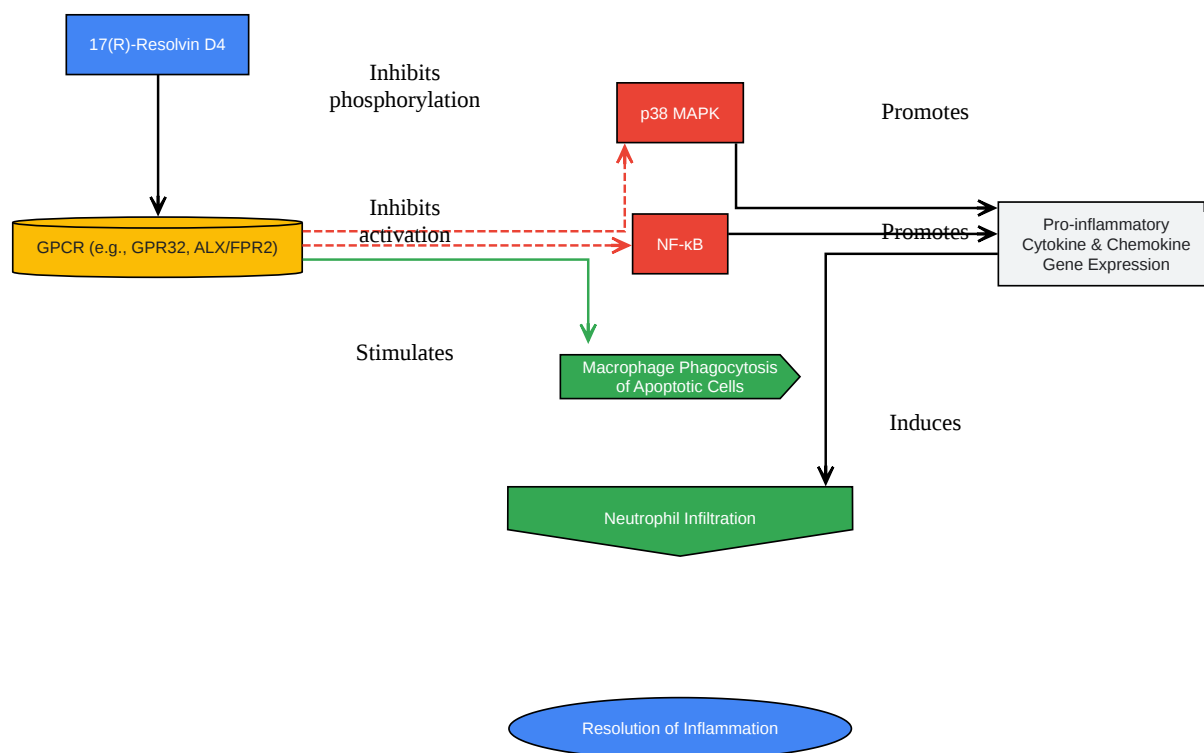 17(R)-Resolvin D4
Inhibits
phosphorylation
p38 MAPK
Promotes
GPCR (e.g., GPR32, ALX/FPR2)
Inhibits
activation
NF-κB
Promotes
Pro-inflammatory
Cytokine & Chemokine
Gene Expression
Stimulates
Macrophage Phagocytosis
of Apoptotic Cells
Induces
Neutrophil Infiltration
Resolution of Inflammation